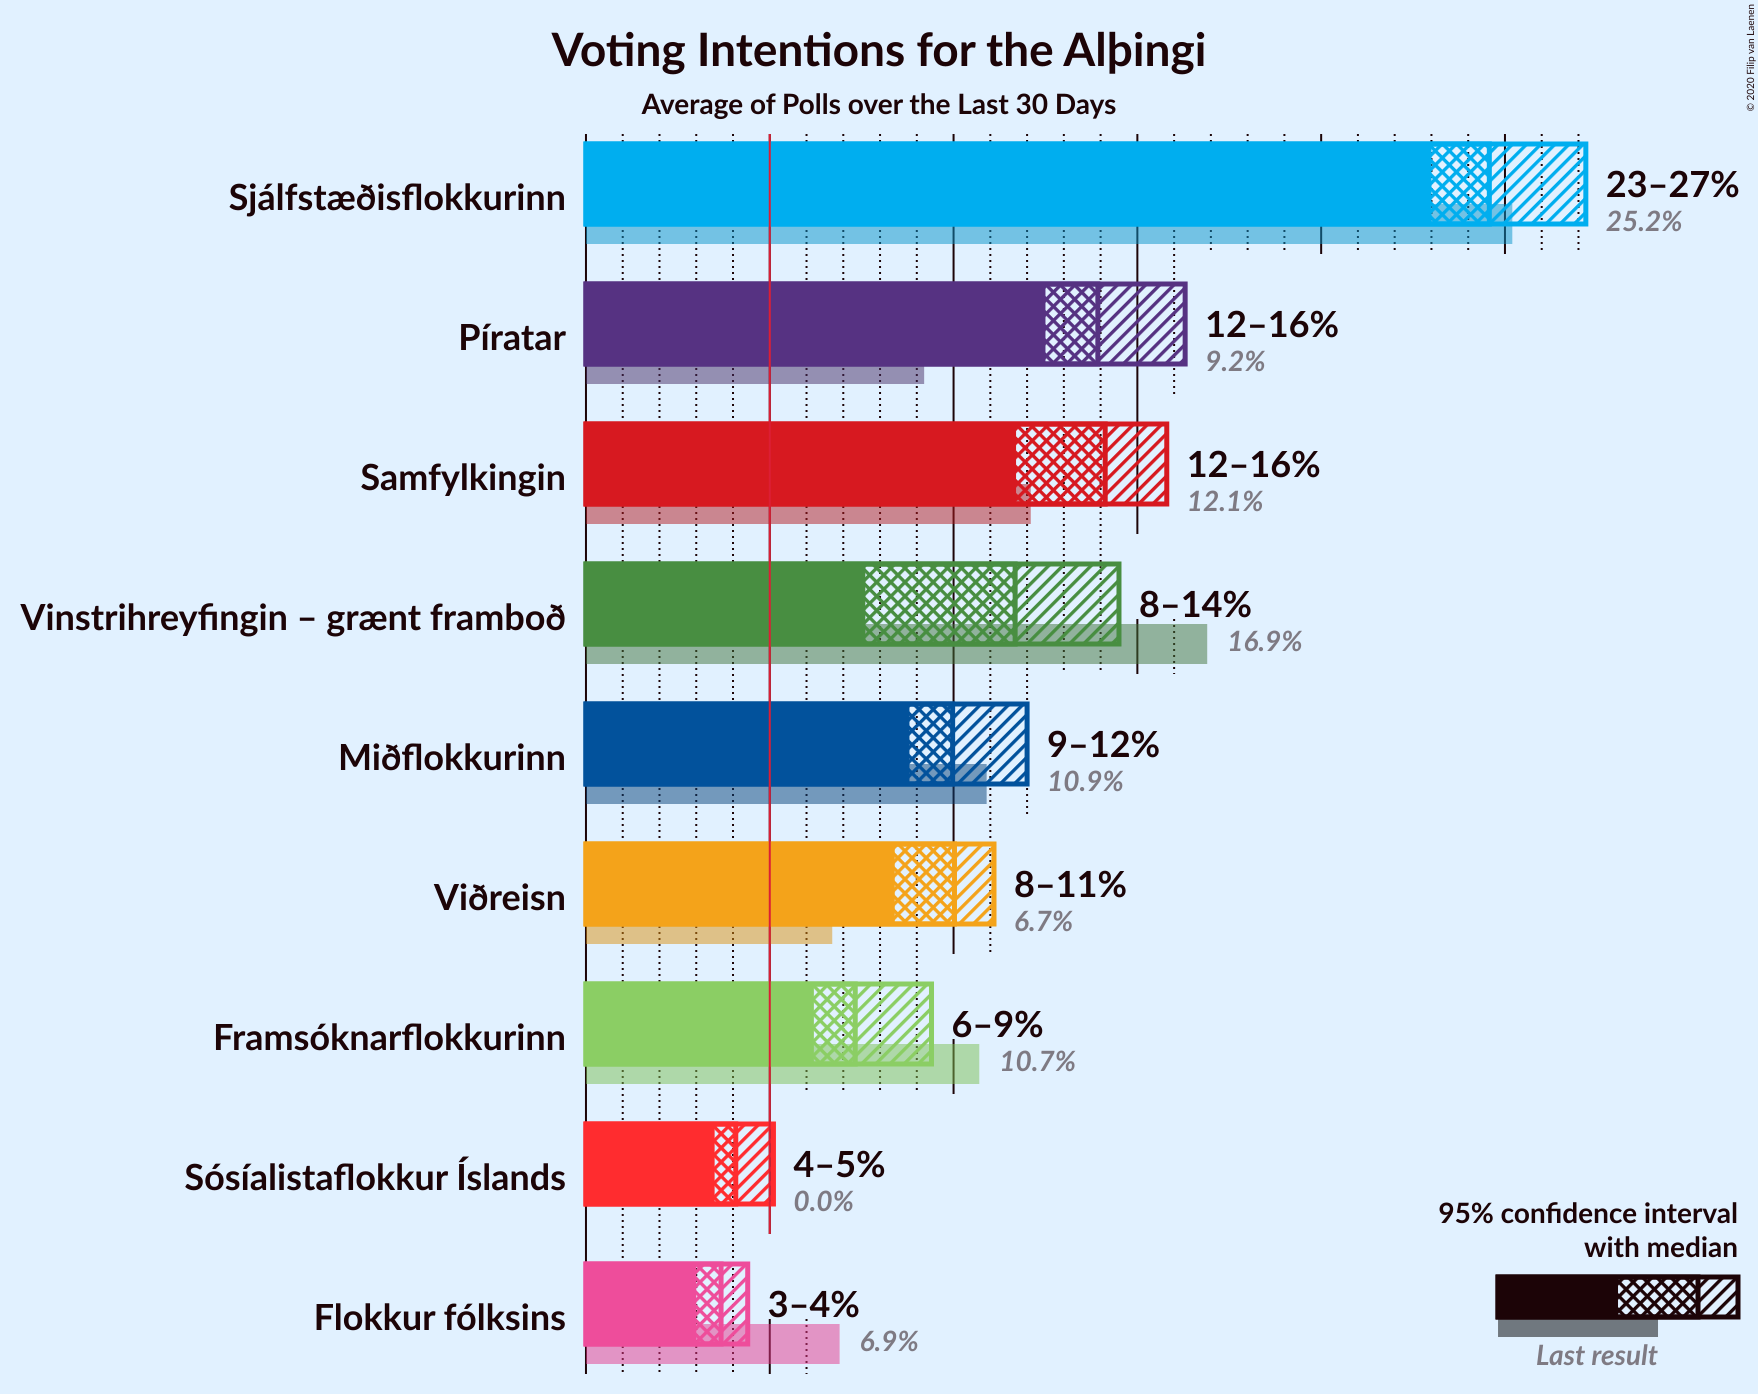 Voting Intentions for the Alþingi
Average of Polls over the Last 30 Days
© 2020 Filip van Laenen
Sjálfstæðisflokkurinn
23–27%
25.2%
Píratar
12–16%
9.2%
Samfylkingin
12–16%
12.1%
Vinstrihreyfingin – grænt framboð
8–14%
16.9%
Miðflokkurinn
9–12%
10.9%
Viðreisn
8–11%
6.7%
Framsóknarflokkurinn
6–9%
10.7%
Sósíalistaflokkur Íslands
4–5%
0.0%
Flokkur fólksins
3–4%
6.9%
95% confidence interval
with median
Last result